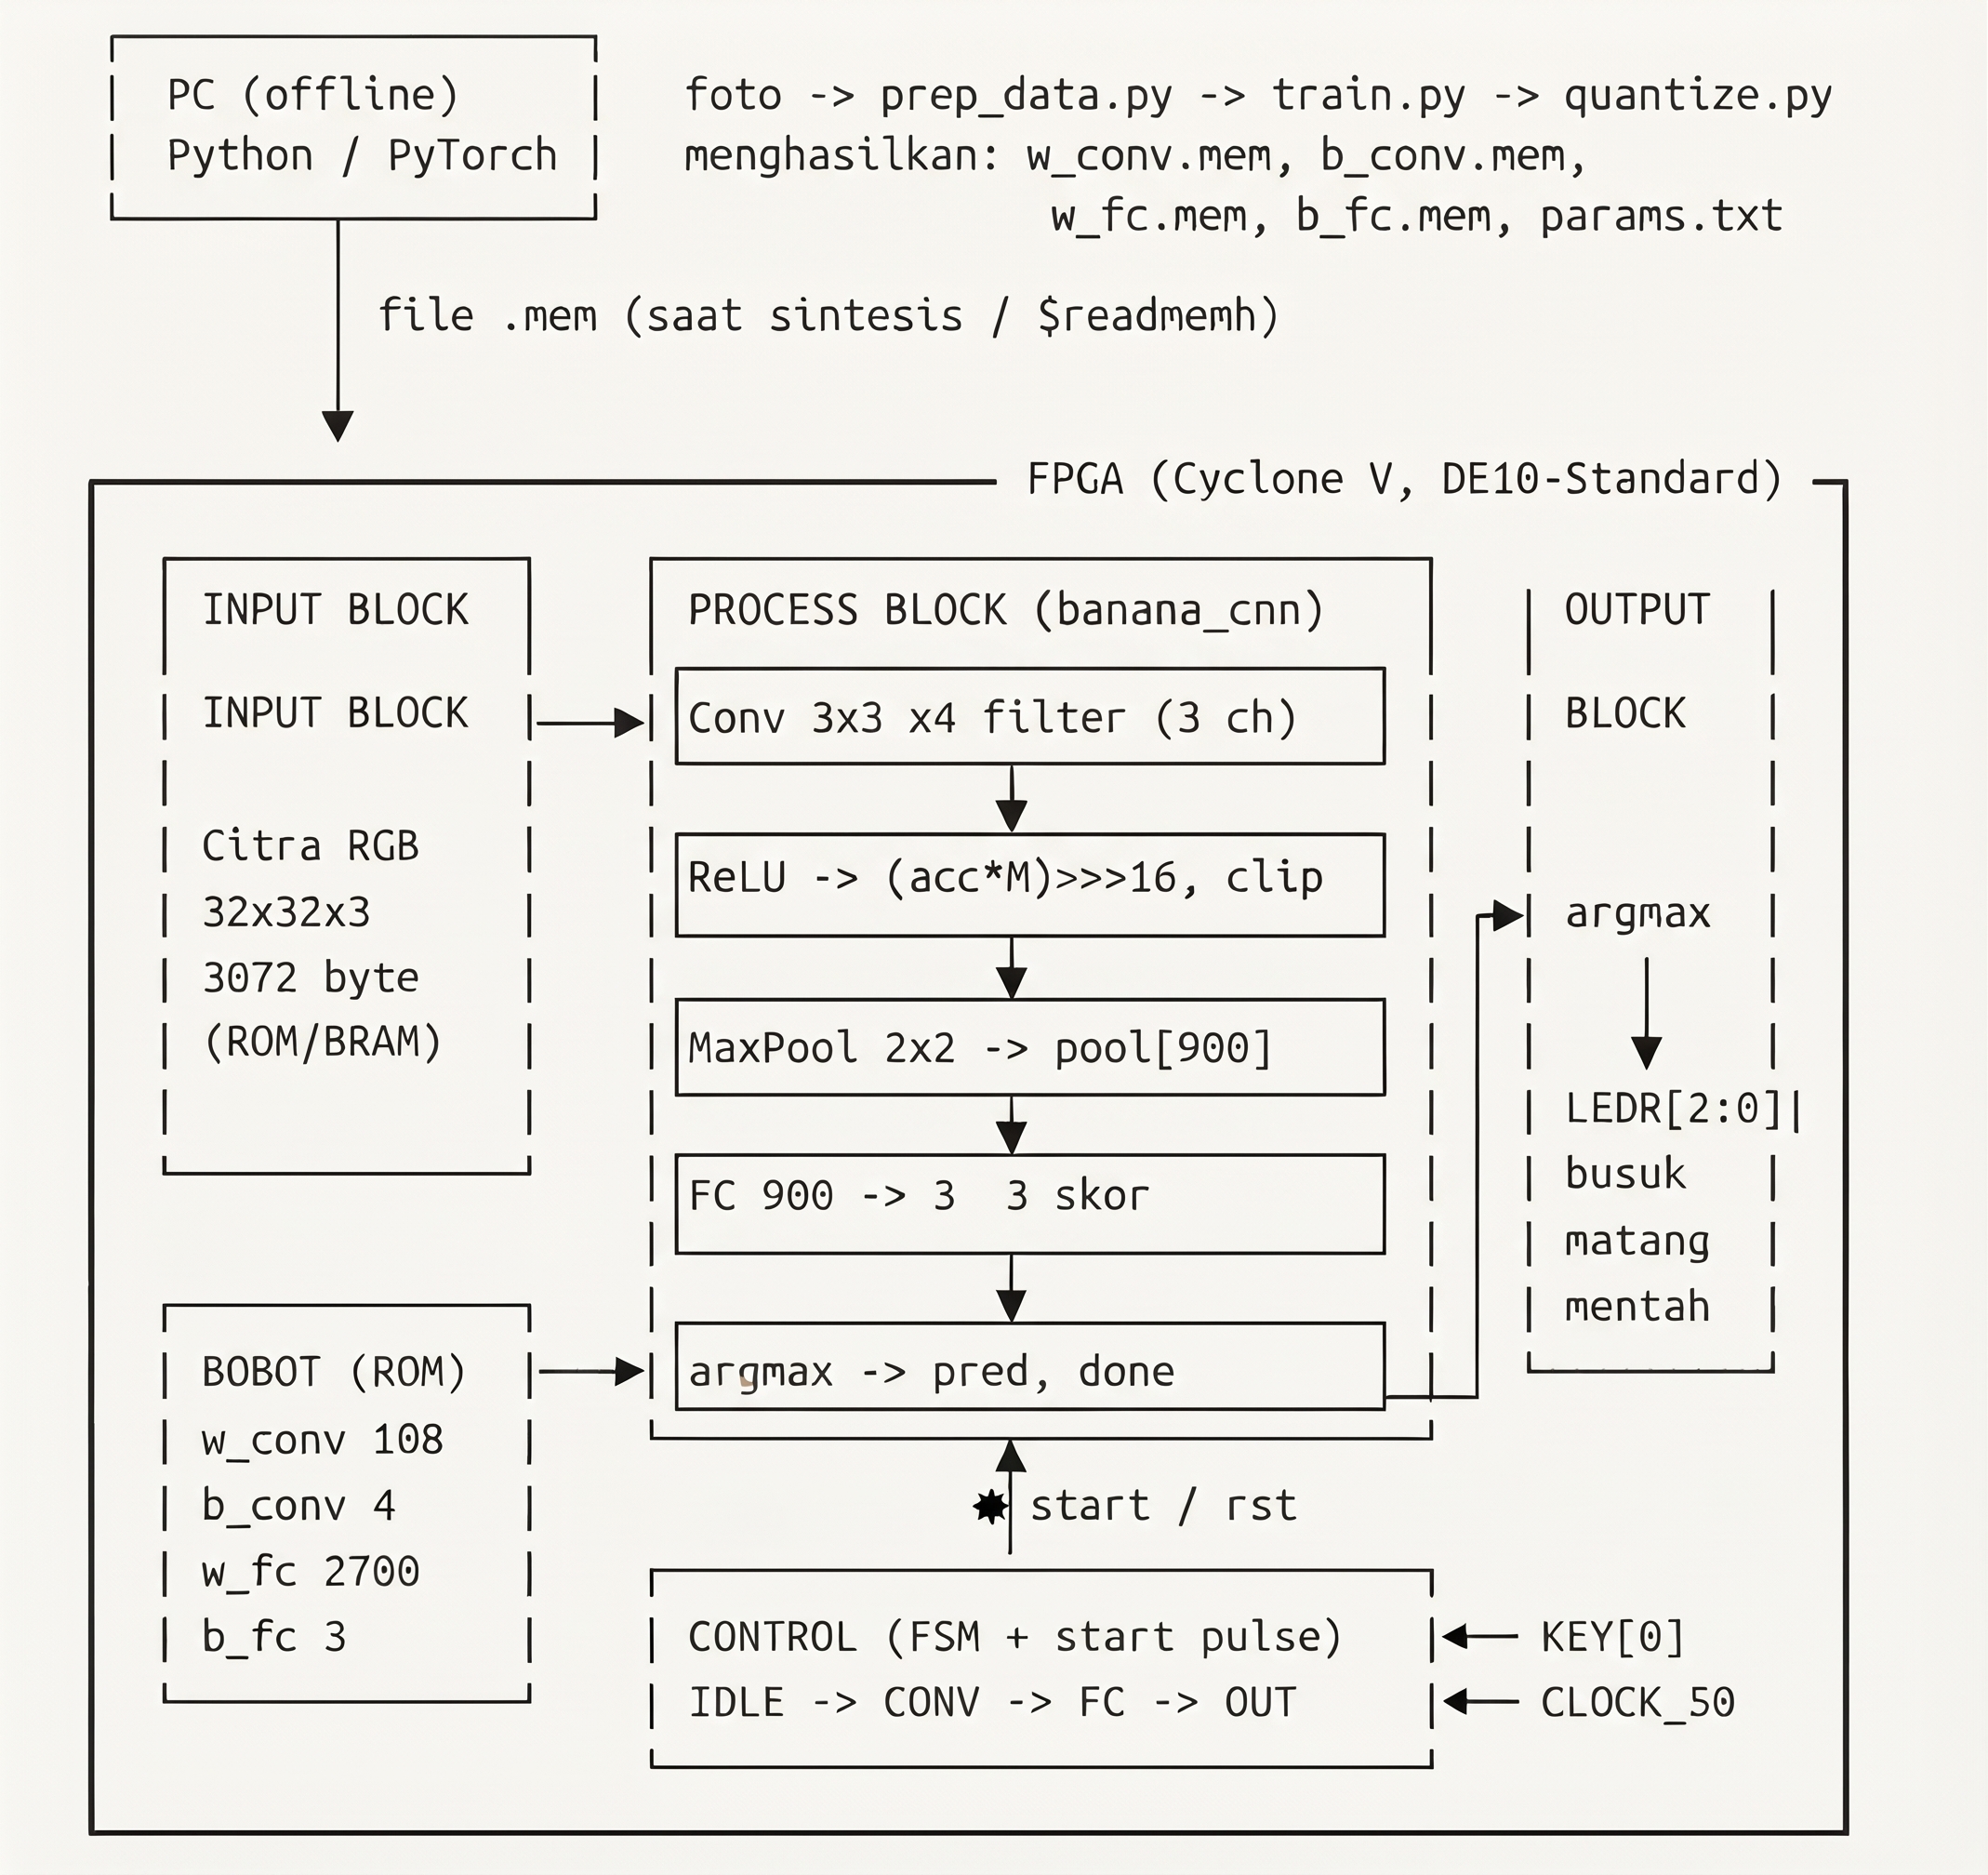 PC (offline)
Python / PyTorch
foto -> prep_data.py -> train.py -> quantize.py
menghasilkan: w_conv.mem, b_conv.mem,
w_fc.mem, b_fc.mem, params.txt
file .mem (saat sintesis / $readmemh)
FPGA (Cyclone V, DE10-Standard)
INPUT BLOCK
INPUT BLOCK
Citra RGB
32x32x3
3072 byte
(ROM/BRAM)
BOBOT (ROM)
w_conv 108
b_conv 4
w_fc 2700
b_fc 3
PROCESS BLOCK (banana_cnn)
Conv 3x3 x4 filter (3 ch)
ReLU -> (acc*M)>>>16, clip
MaxPool 2x2 -> pool[900]
FC 900 -> 3  3 skor
argmax -> pred, done
start / rst
CONTROL (FSM + start pulse)
IDLE -> CONV -> FC -> OUT
KEY[0]
CLOCK_50
OUTPUT
BLOCK
argmax
LEDR[2:0]|
busuk
matang
mentah